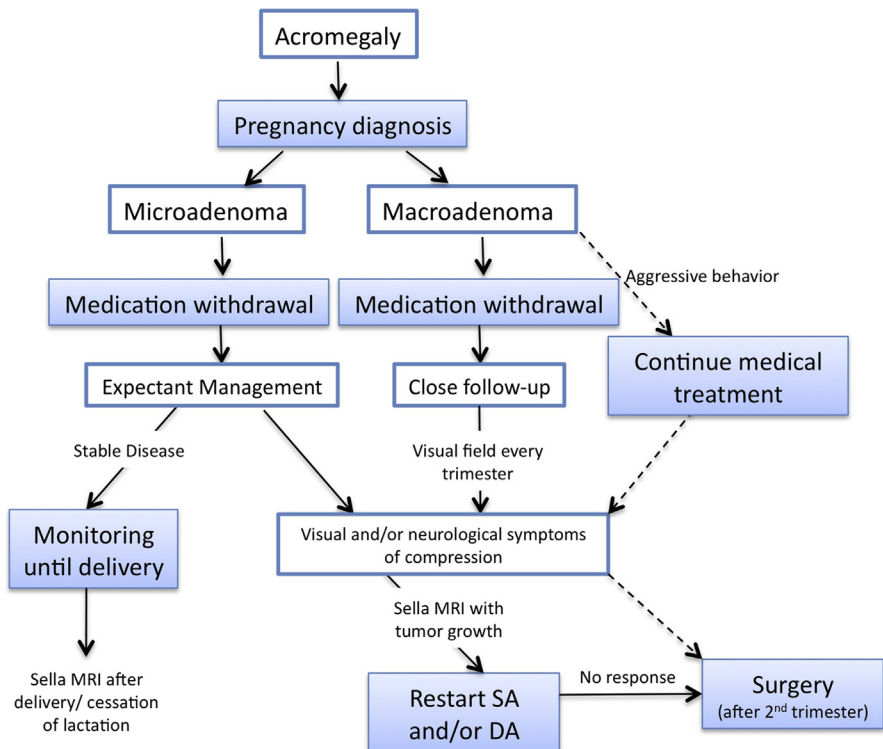 Acromegaly
Pregnancy diagnosis
Microadenoma
Macroadenoma
Aggressive behavior
Medication withdrawal
Medication withdrawal
Continue medical
treatment
Expectant Management
Close follow-up
Stable Disease
Visual field every
trimester
Monitoring
until delivery
Visual and/or neurological symptoms
of compression
Sella MRI with
tumor growth
Sella MRI after
delivery/ cessation
of lactation
Restart SA
and/or DA
No response
Surgery
(after 2nd trimester)